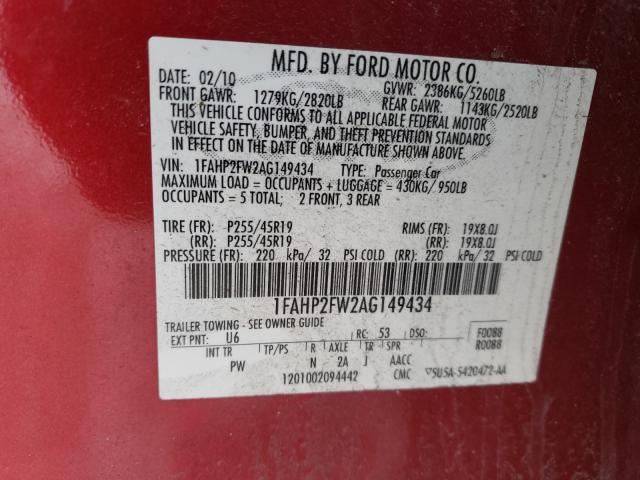 MFD. BY FORD MOTOR CO.
DATE: 02/10 GVWR: 2386KG/5260LB
FRONT GAWR: 1279KG/2820LB REAR GAWR: 1143KG/2520LB
THIS VEHICLE CONFORMS TO ALL APPLICABLE FEDERAL MOTOR
VEHICLE SAFETY, BUMPER, AND THEFT PREVENTION STANDARDS
IN EFFECT ON THE DATE OF MANUFACTURE SHOWN ABOVE.
VIN: 1FAHP2FW2AG149434 TYPE: Passenger Car
MAXIMUM LOAD = OCCUPANTS + LUGGAGE = 430KG/ 950LB
OCCUPANTS = 5 TOTAL; 2 FRONT, 3 REAR
TIRE (FR): P255/45R19 RIMS (FR): 19X8.0J
(RR): P255/45R19 (RR): 19X8.0J
PRESSURE (FR): 220 kPa/ 32 PSI COLD (RR): 220 kPa/ 32 PSI COLD
1FAHP2FW2AG149434
TRAILER TOWING - SEE OWNER GUIDE
EXT PNT: U6 RC: 53 DSO: F0088
INT TR TP/PS R AXLE TR SPR R0088
PW N 2A J AACC
1201002094442 CMC 5U5A-5420472-AA